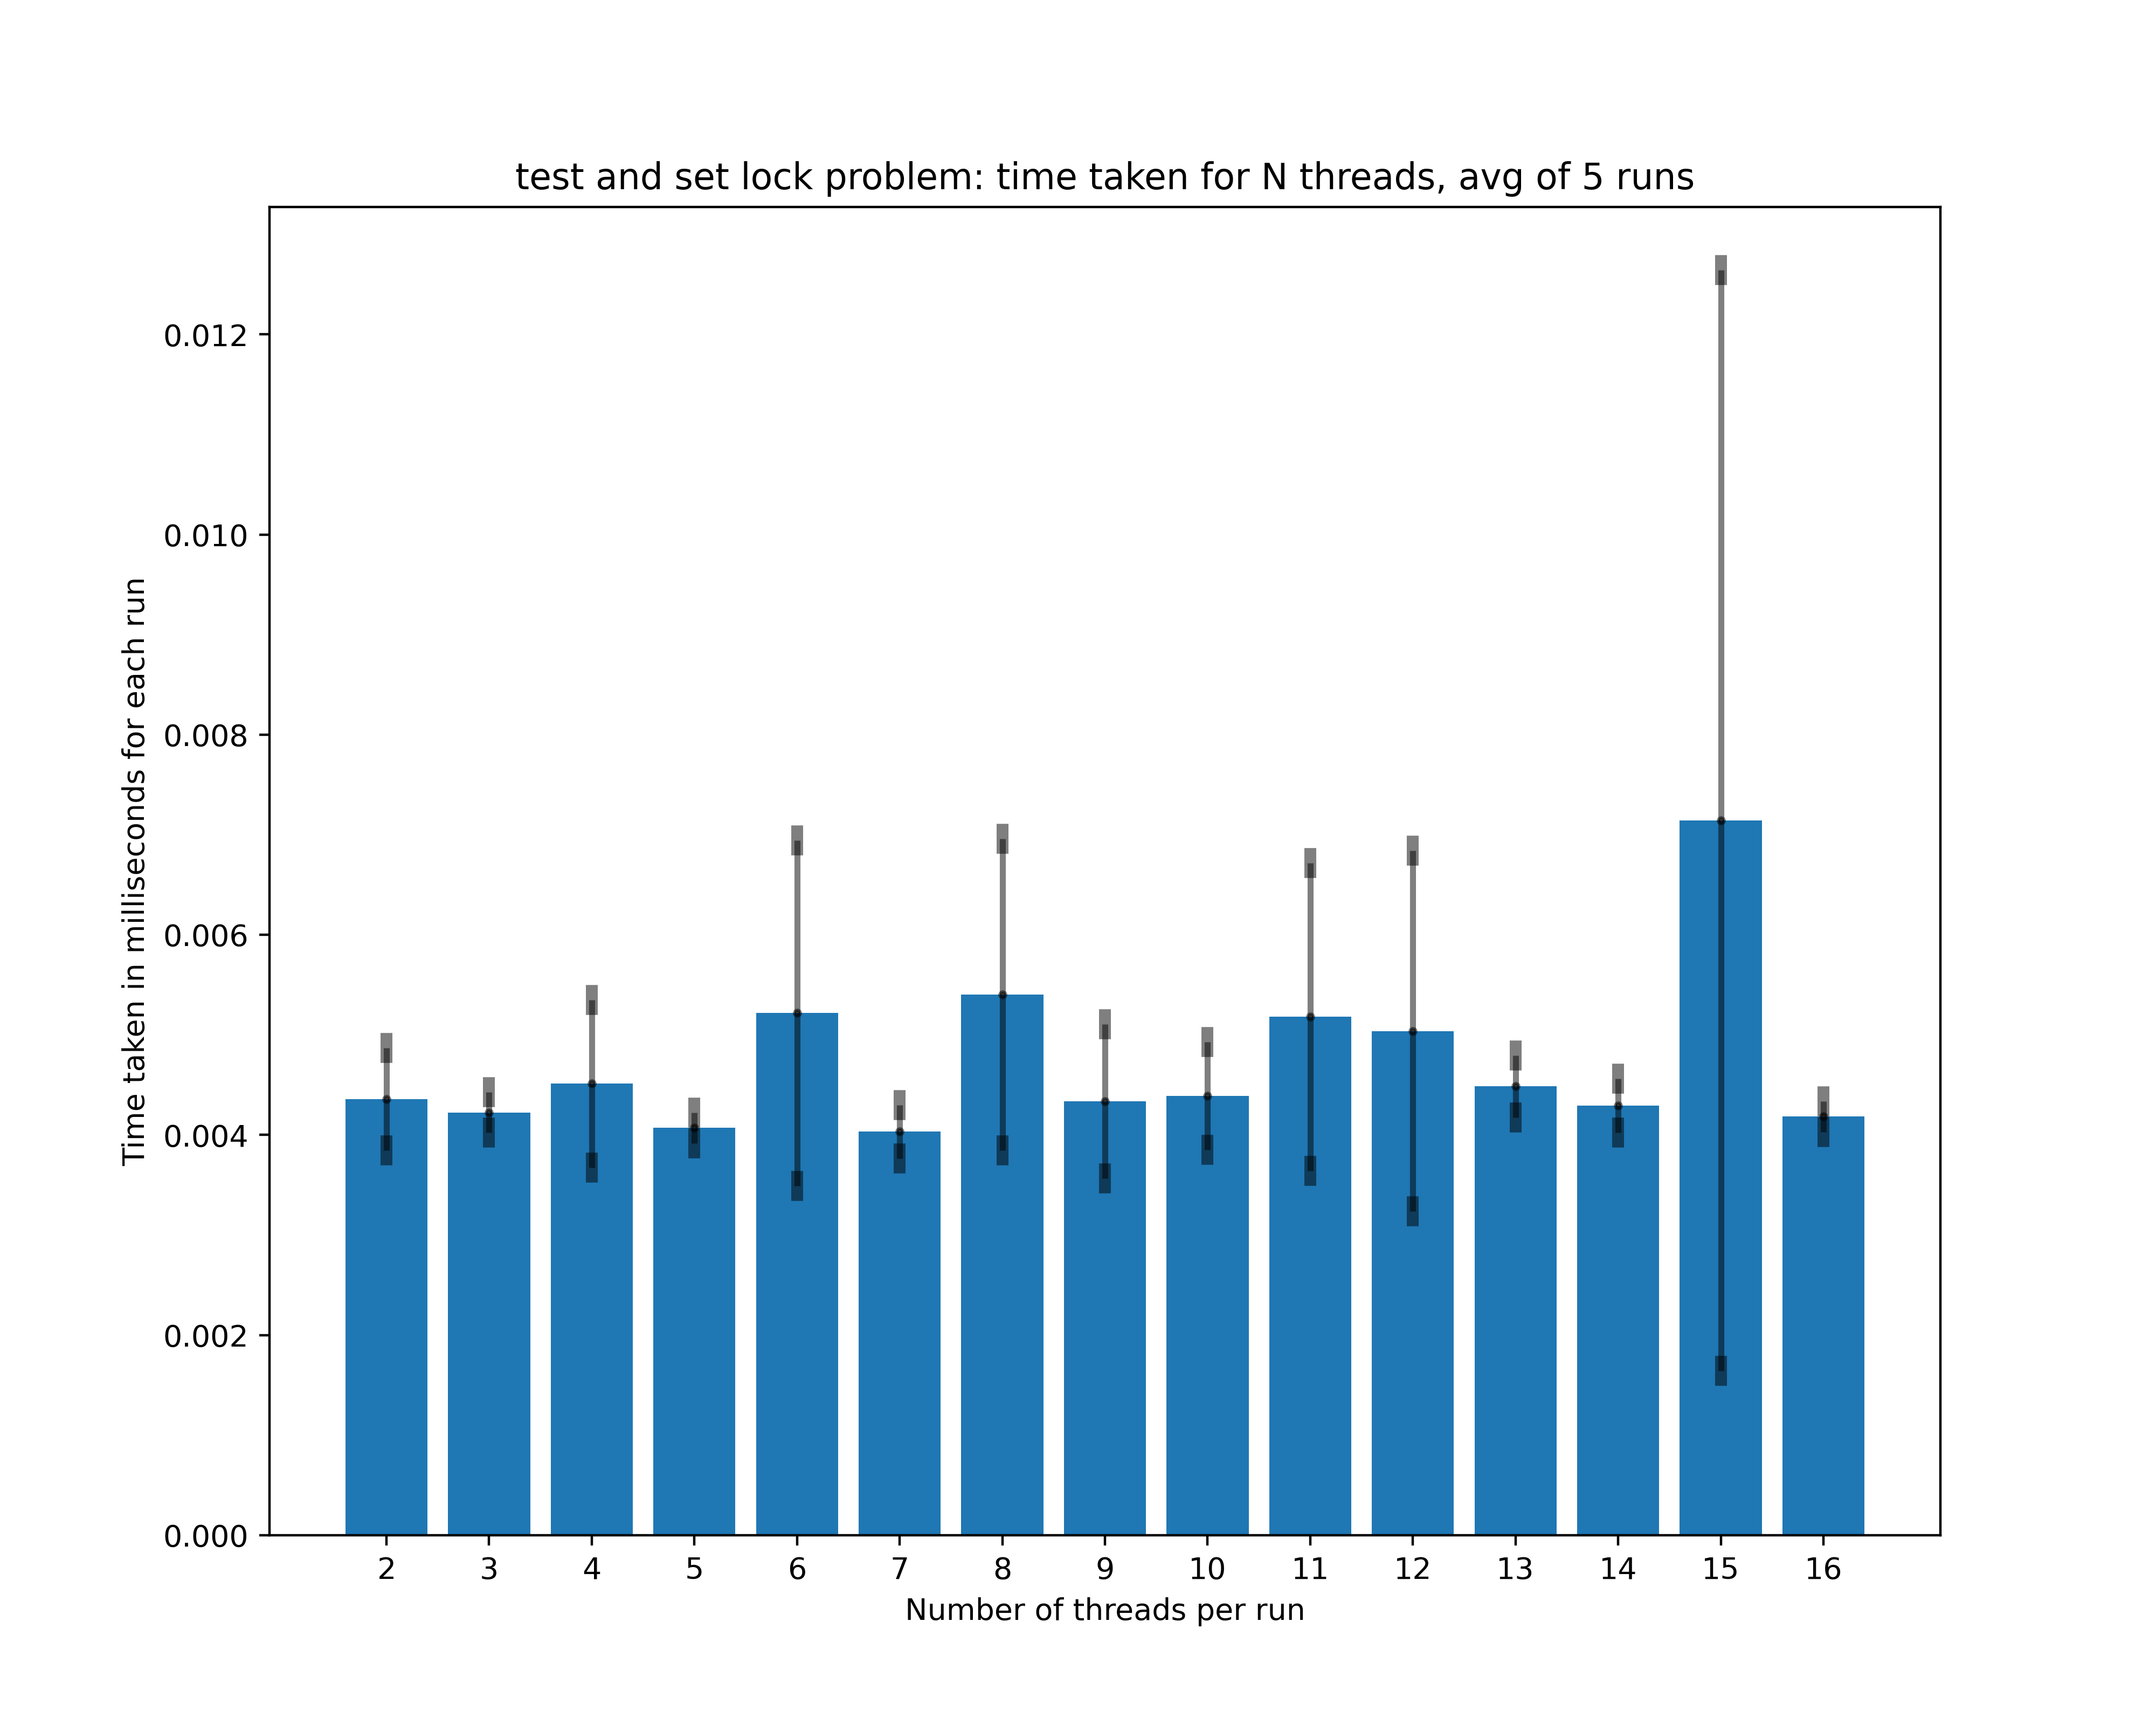 test and set lock problem: time taken for N threads, avg of 5 runs
Time taken in milliseconds for each run
0.012
0.010
0.008
0.006
0.004
0.002
0.000
2 3 4 5 6 7 8 9 10 11 12 13 14 15 16
Number of threads per run